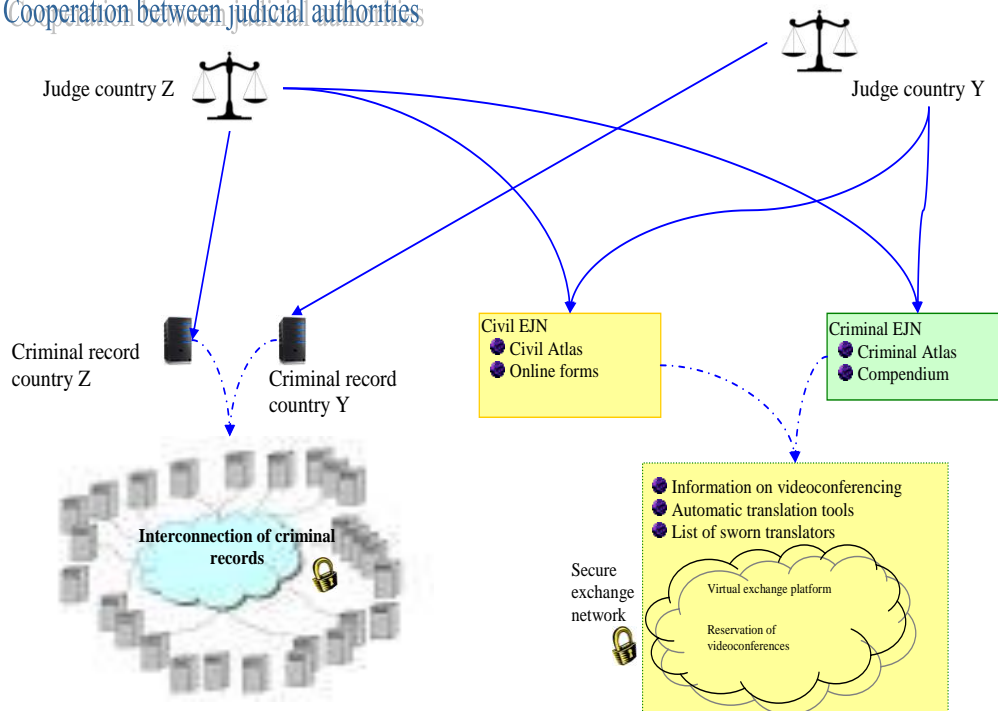 Cooperation between judicial authorities
Judge country Z
Judge country Y
Criminal record
country Z
Criminal record
country Y
Civil EJN
Civil Atlas
Online forms
Criminal EJN
Criminal Atlas
Compendium
Interconnection of criminal
records
Information on videoconferencing
Automatic translation tools
List of sworn translators
Secure
exchange
network
Virtual exchange platform
Reservation of
videoconferences